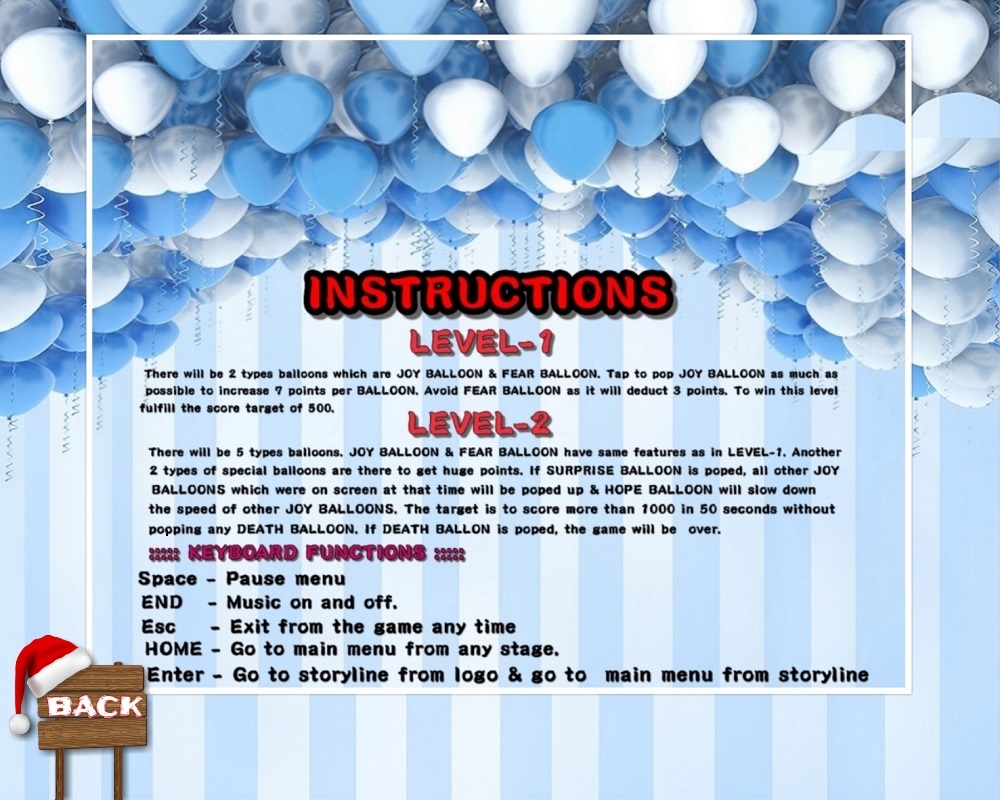 INSTRUCTIONS
LEVEL-1
There will be 2 types balloons which are JOY BALLOON & FEAR BALLOON. Tap to pop JOY BALLOON as much as
possible to increase 7 points per BALLOON. Avoid FEAR BALLOON as it will deduct 3 points. To win this level
fulfill the score target of 500.
LEVEL-2
There will be 5 types balloons. JOY BALLOON & FEAR BALLOON have same features as in LEVEL-1. Another
2 types of special balloons are there to get huge points. If SURPRISE BALLOON is poped, all other JOY
BALLOONS which were on screen at that time will be poped up & HOPE BALLOON will slow down
the speed of other JOY BALLOONS. The target is to score more than 1000 in 50 seconds without
popping any DEATH BALLOON. If DEATH BALLON is poped, the game will be over.
::::: KEYBOARD FUNCTIONS :::::
Space - Pause menu
END - Music on and off.
Esc - Exit from the game any time
HOME - Go to main menu from any stage.
Enter - Go to storyline from logo & go to main menu from storyline
BACK